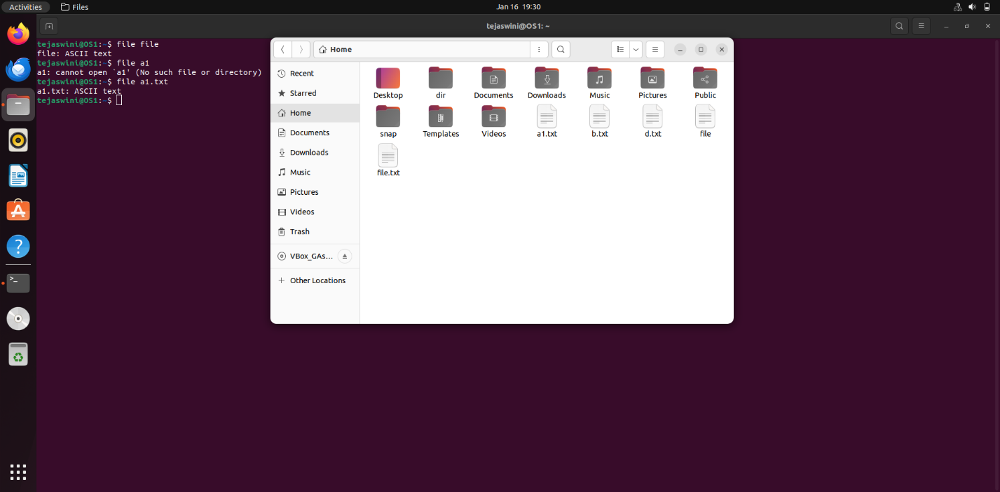 Activities
Files
Jan 16 19:30
tejaswini@OS1: ~
tejaswini@OS1:~$ file file
file: ASCII text
tejaswini@OS1:~$ file a1
a1: cannot open `a1' (No such file or directory)
tejaswini@OS1:~$ file a1.txt
a1.txt: ASCII text
tejaswini@OS1:~$
Home
Recent
Starred
Home
Documents
Downloads
Music
Pictures
Videos
Trash
VBox_GAs...
Other Locations
Desktop dir Documents Downloads Music Pictures Public
snap Templates Videos a1.txt b.txt d.txt file
file.txt